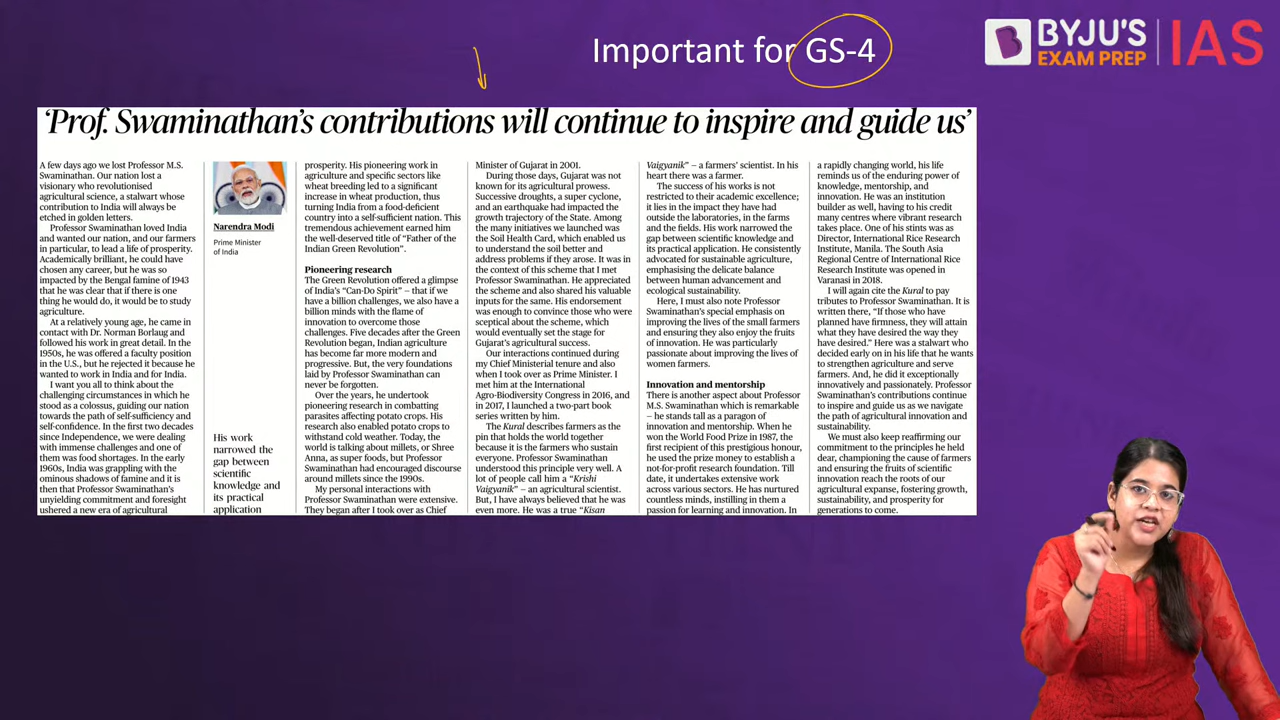 Important for GS-4
BYJU'S
EXAM PREP
IAS
‘Prof. Swaminathan’s contributions will continue to inspire and guide us’
A few days ago we lost Professor M.S.
Swaminathan. Our nation lost a
visionary who revolutionised
agricultural science, a stalwart whose
contribution to India will always be
etched in golden letters.
Professor Swaminathan loved India
and wanted our nation, and our farmers
in particular, to lead a life of prosperity.
Academically brilliant, he could have
chosen any career, but he was so
impacted by the Bengal famine of 1943
that he was clear that if there is one
thing he would do, it would be to study
agriculture.
At a relatively young age, he came in
contact with Dr. Norman Borlaug and
followed his work in great detail. In the
1950s, he was offered a faculty position
in the U.S., but he rejected it because he
wanted to work in India and for India.
I want you all to think about the
challenging circumstances in which he
stood as a colossus, guiding our nation
towards the path of self-sufficiency and
self-confidence. In the first two decades
since Independence, we were dealing
with immense challenges and one of
them was food shortages. In the early
1960s, India was grappling with the
ominous shadows of famine and it is
then that Professor Swaminathan’s
unyielding commitment and foresight
ushered a new era of agricultural
Narendra Modi
Prime Minister
of India
His work
narrowed the
gap between
scientific
knowledge and
its practical
application
prosperity. His pioneering work in
agriculture and specific sectors like
wheat breeding led to a significant
increase in wheat production, thus
turning India from a food-deficient
country into a self-sufficient nation. This
tremendous achievement earned him
the well-deserved title of “Father of the
Indian Green Revolution”.
Pioneering research
The Green Revolution offered a glimpse
of India’s “Can-Do Spirit” – that if we
have a billion challenges, we also have a
billion minds with the flame of
innovation to overcome those
challenges. Five decades after the Green
Revolution began, Indian agriculture
has become far more modern and
progressive. But, the very foundations
laid by Professor Swaminathan can
never be forgotten.
Over the years, he undertook
pioneering research in combatting
parasites affecting potato crops. His
research also enabled potato crops to
withstand cold weather. Today, the
world is talking about millets, or Shree
Anna, as super foods, but Professor
Swaminathan had encouraged discourse
around millets since the 1990s.
My personal interactions with
Professor Swaminathan were extensive.
They began after I took over as Chief
Minister of Gujarat in 2001.
During those days, Gujarat was not
known for its agricultural prowess.
Successive droughts, a super cyclone,
and an earthquake had impacted the
growth trajectory of the State. Among
the many initiatives we launched was
the Soil Health Card, which enabled us
to understand the soil better and
address problems if they arose. It was in
the context of this scheme that I met
Professor Swaminathan. He appreciated
the scheme and also shared his valuable
inputs for the same. His endorsement
was enough to convince those who were
sceptical about the scheme, which
would eventually set the stage for
Gujarat’s agricultural success.
Our interactions continued during
my Chief Ministerial tenure and also
when I took over as Prime Minister. I
met him at the International
Agro-Biodiversity Congress in 2016, and
in 2017, I launched a two-part book
series written by him.
The Kural describes farmers as the
pin that holds the world together
because it is the farmers who sustain
everyone. Professor Swaminathan
understood this principle very well. A
lot of people call him a “Krishi
Vaigyanik” – an agricultural scientist.
But, I have always believed that he was
even more. He was a true “Kisan
Vaigyanik” – a farmers’ scientist. In his
heart there was a farmer.
The success of his works is not
restricted to their academic excellence;
it lies in the impact they have had
outside the laboratories, in the farms
and the fields. His work narrowed the
gap between scientific knowledge and
its practical application. He consistently
advocated for sustainable agriculture,
emphasising the delicate balance
between human advancement and
ecological sustainability.
Here, I must also note Professor
Swaminathan’s special emphasis on
improving the lives of the small farmers
and ensuring they also enjoy the fruits
of innovation. He was particularly
passionate about improving the lives of
women farmers.
Innovation and mentorship
There is another aspect about Professor
M.S. Swaminathan which is remarkable
– he stands tall as a paragon of
innovation and mentorship. When he
won the World Food Prize in 1987, the
first recipient of this prestigious honour,
he used the prize money to establish a
not-for-profit research foundation. Till
date, it undertakes extensive work
across various sectors. He has nurtured
countless minds, instilling in them a
passion for learning and innovation. In
a rapidly changing world, his life
reminds us of the enduring power of
knowledge, mentorship, and
innovation. He was an institution
builder as well, having to his credit
many centres where vibrant research
takes place. One of his stints was as
Director, International Rice Research
Institute, Manila. The South Asia
Regional Centre of International Rice
Research Institute was opened in
Varanasi in 2018.
I will again cite the Kural to pay
tributes to Professor Swaminathan. It is
written there, “If those who have
planned have firmness, they will attain
what they have desired the way they
have desired.” Here was a stalwart who
decided early on in his life that he wants
to strengthen agriculture and serve
farmers. And, he did it exceptionally
innovatively and passionately. Professor
Swaminathan’s contributions continue
to inspire and guide us as we navigate
the path of agricultural innovation and
sustainability.
We must also keep reaffirming our
commitment to the principles he held
dear, championing the cause of farmers
and ensuring the fruits of scientific
innovation reach the roots of our
agricultural expanse, fostering growth,
sustainability, and prosperity for
generations to come.